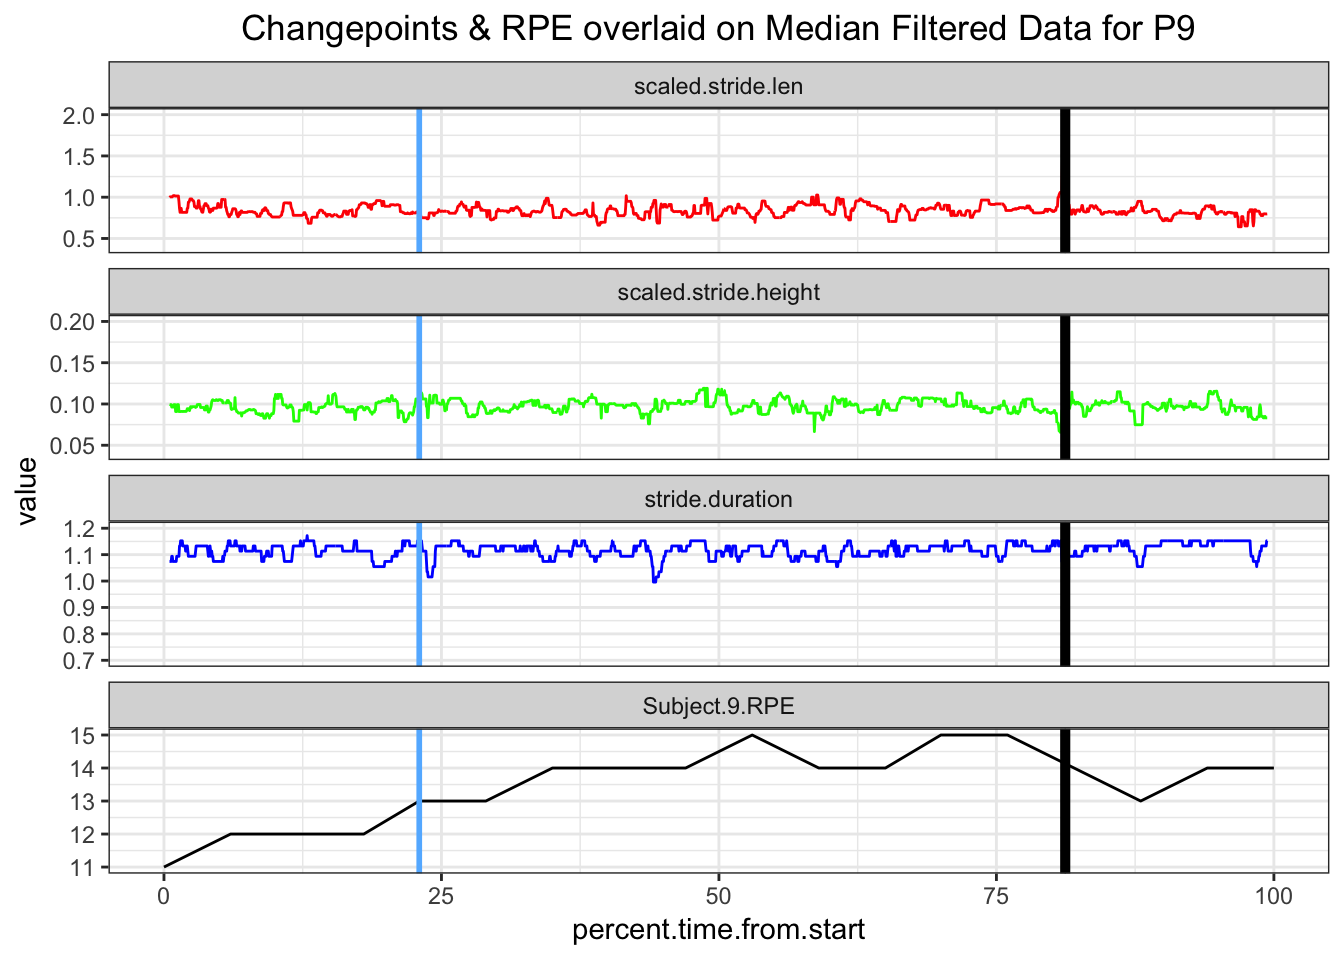 Changepoints & RPE overlaid on Median Filtered Data for P9
scaled.stride.len
2.0
1.5
1.0
0.5
scaled.stride.height
0.20
0.15
0.10
0.05
value
stride.duration
1.2
1.1
1.0
0.9
0.8
0.7
Subject.9.RPE
15
14
13
12
11
0 25 50 75 100
percent.time.from.start